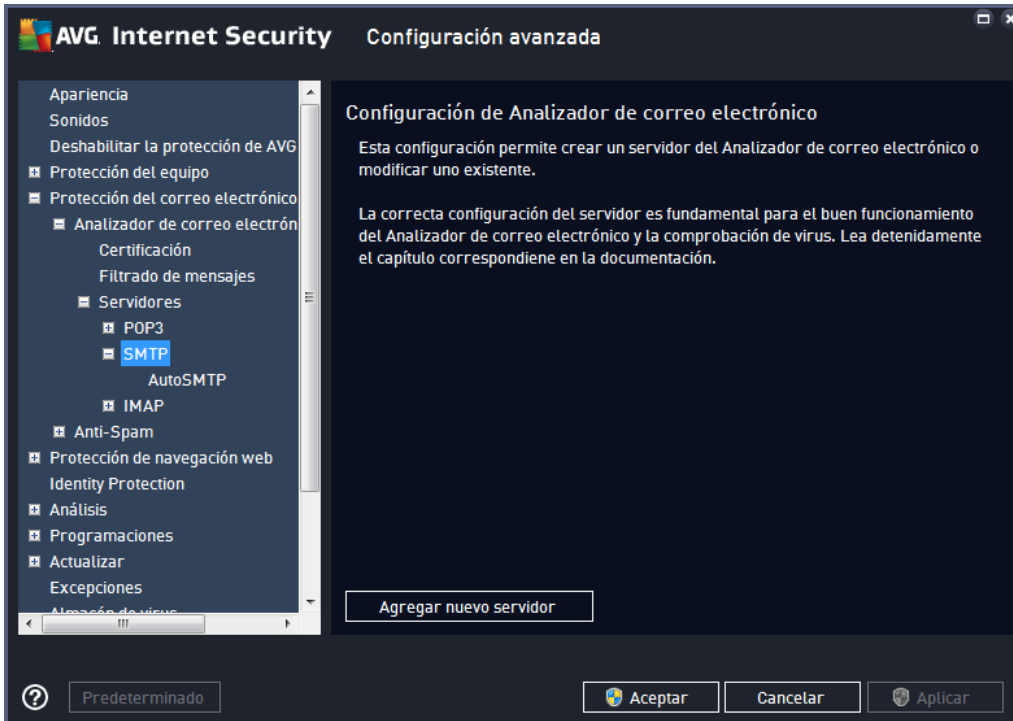 AVG. Internet Security Configuración avanzada
Apariencia
Sonidos
Deshabilitar la protección de AVG
Protección del equipo
Protección del correo electrónico
Analizador de correo electrón
Certificación
Filtrado de mensajes
Servidores
POP3
SMTP
AutoSMTP
IMAP
Anti-Spam
Protección de navegación web
Identity Protection
Análisis
Programaciones
Actualizar
Excepciones
Almacén de virus
Configuración de Analizador de correo electrónico
Esta configuración permite crear un servidor del Analizador de correo electrónico o
modificar uno existente.
La correcta configuración del servidor es fundamental para el buen funcionamiento
del Analizador de correo electrónico y la comprobación de virus. Lea detenidamente
el capítulo correspondiene en la documentación.
Agregar nuevo servidor
Predeterminado
Aceptar
Cancelar
Aplicar